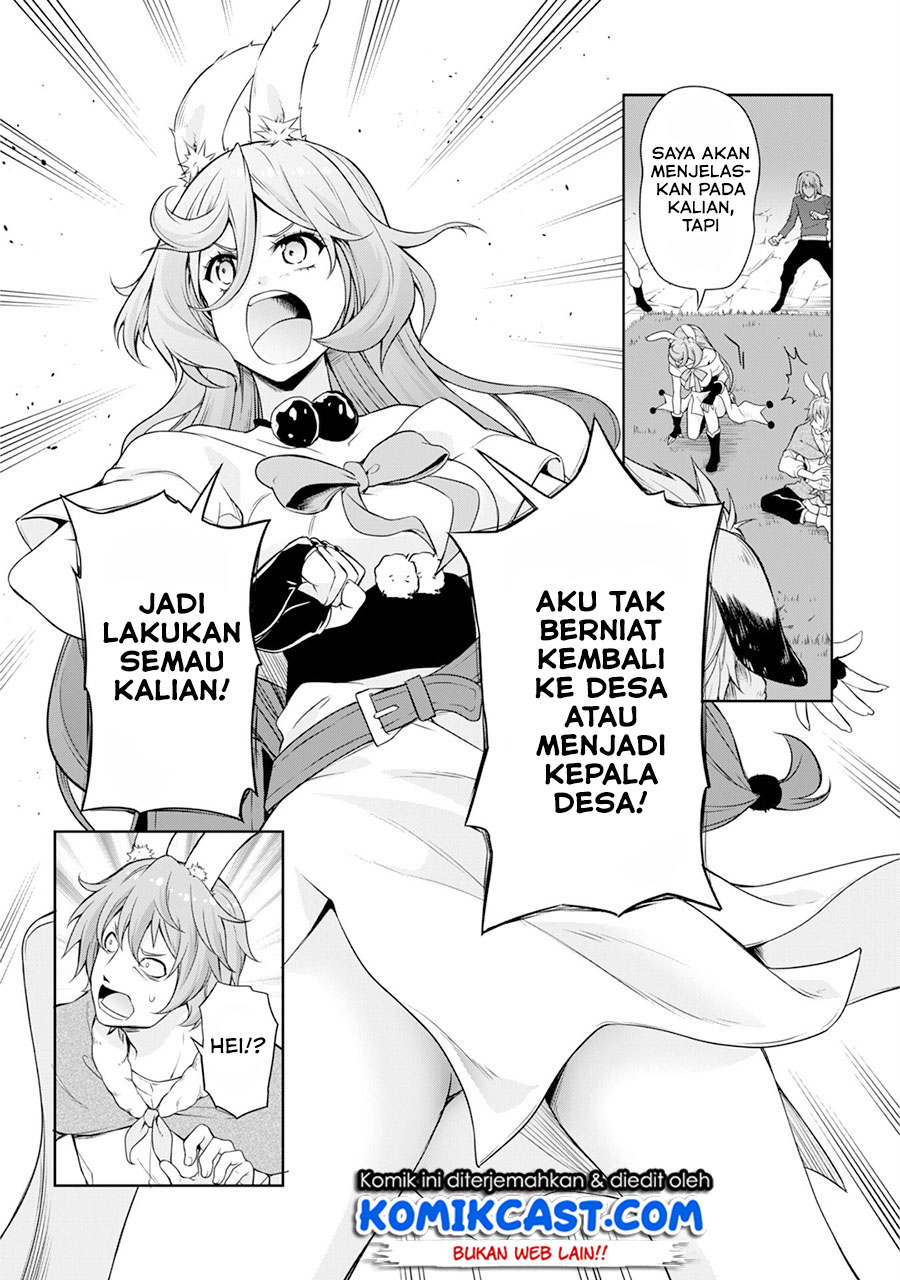 SAYA AKAN
MENJELAS-
KAN PADA
KALIAN,
TAPI
AKU TAK
BERNIAT
KEMBALI
KE DESA
ATAU
MENJADI
KEPALA
DESA!
JADI
LAKUKAN
SEMAU
KALIAN!
HEI!?
Komik ini diterjemahkan & diedit oleh
KOMIKCAST.COM
BUKAN WEB LAIN!!